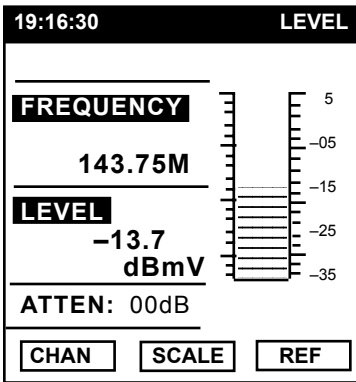 19:16:30 LEVEL
FREQUENCY
143.75M
LEVEL
–13.7
dBmV
ATTEN: 00dB
5
–05
–15
–25
–35
CHAN SCALE REF